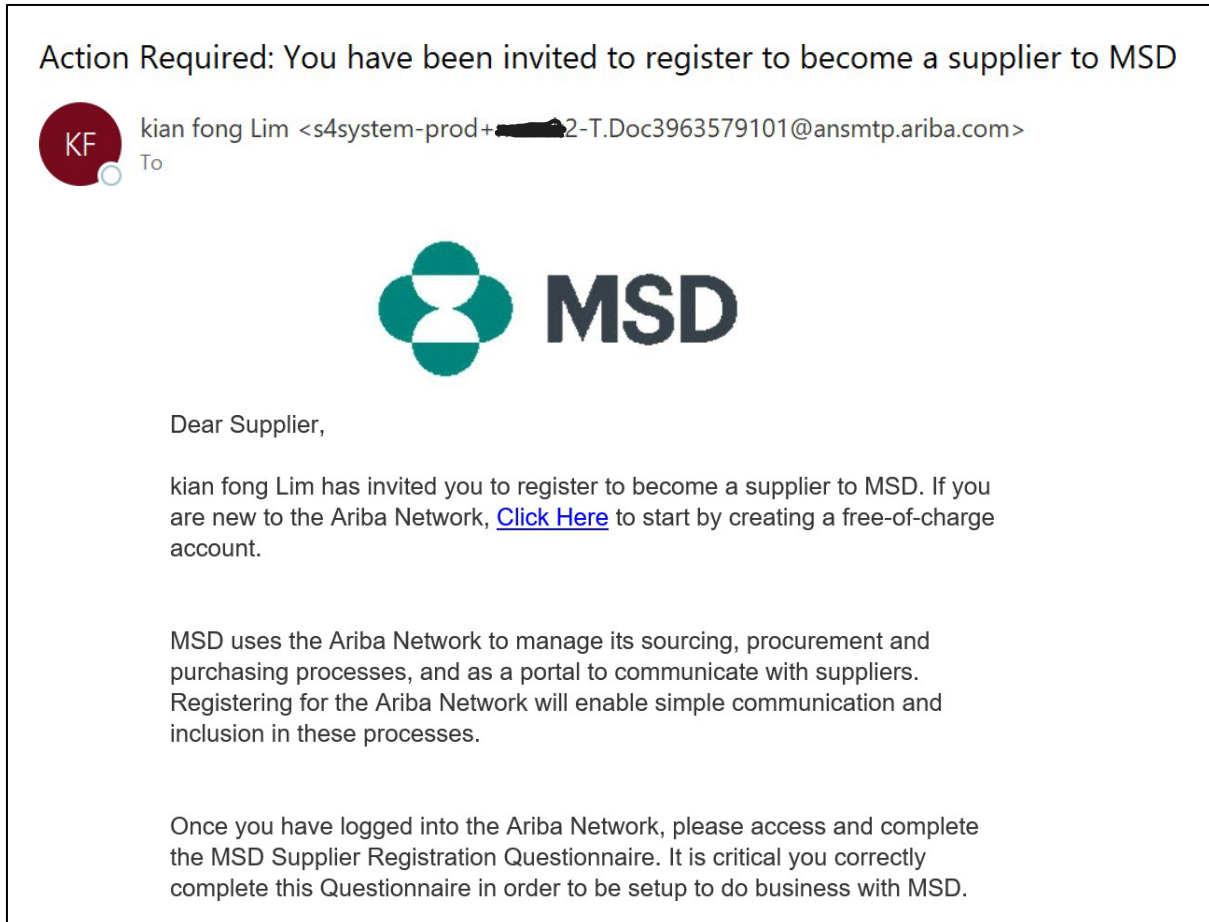 Action Required: You have been invited to register to become a supplier to MSD
KF
kian fong Lim <s4system-prod+2-T.Doc3963579101@ansmtp.ariba.com>
To
MSD
Dear Supplier,
kian fong Lim has invited you to register to become a supplier to MSD. If you
are new to the Ariba Network, Click Here to start by creating a free-of-charge
account.
MSD uses the Ariba Network to manage its sourcing, procurement and
purchasing processes, and as a portal to communicate with suppliers.
Registering for the Ariba Network will enable simple communication and
inclusion in these processes.
Once you have logged into the Ariba Network, please access and complete
the MSD Supplier Registration Questionnaire. It is critical you correctly
complete this Questionnaire in order to be setup to do business with MSD.